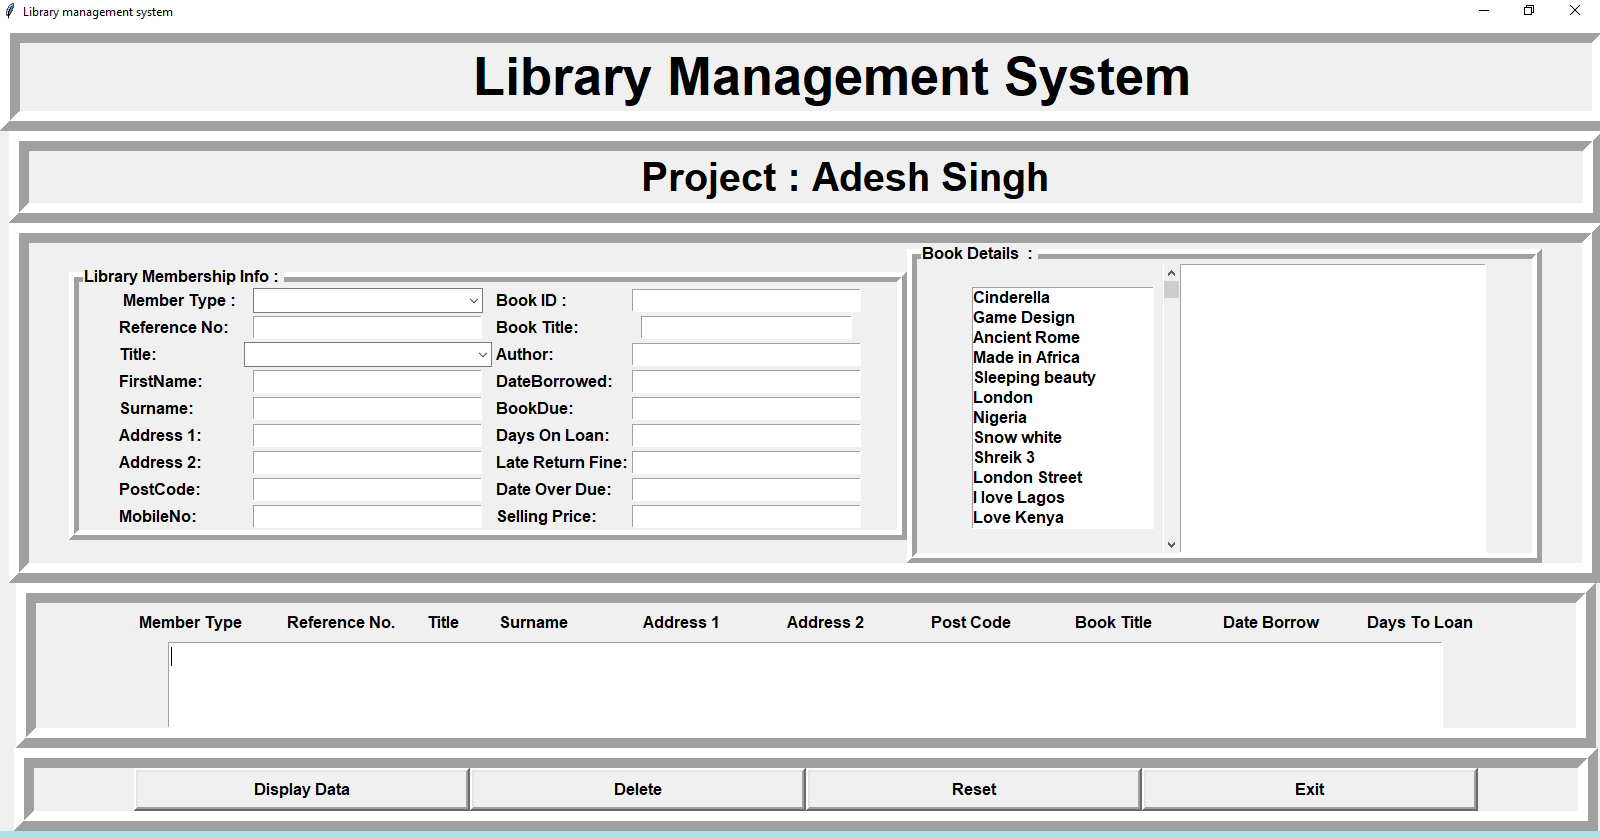 Library management system
Library Management System
Project : Adesh Singh
Library Membership Info :
Member Type :
Book ID :
Reference No:
Book Title:
Title:
Author:
FirstName:
DateBorrowed:
Surname:
BookDue:
Address 1:
Days On Loan:
Address 2:
Late Return Fine:
PostCode:
Date Over Due:
MobileNo:
Selling Price:
Book Details  :
Cinderella
Game Design
Ancient Rome
Made in Africa
Sleeping beauty
London
Nigeria
Snow white
Shreik 3
London Street
I love Lagos
Love Kenya
Member Type Reference No. Title Surname Address 1 Address 2 Post Code Book Title Date Borrow Days To Loan
Display Data Delete Reset Exit